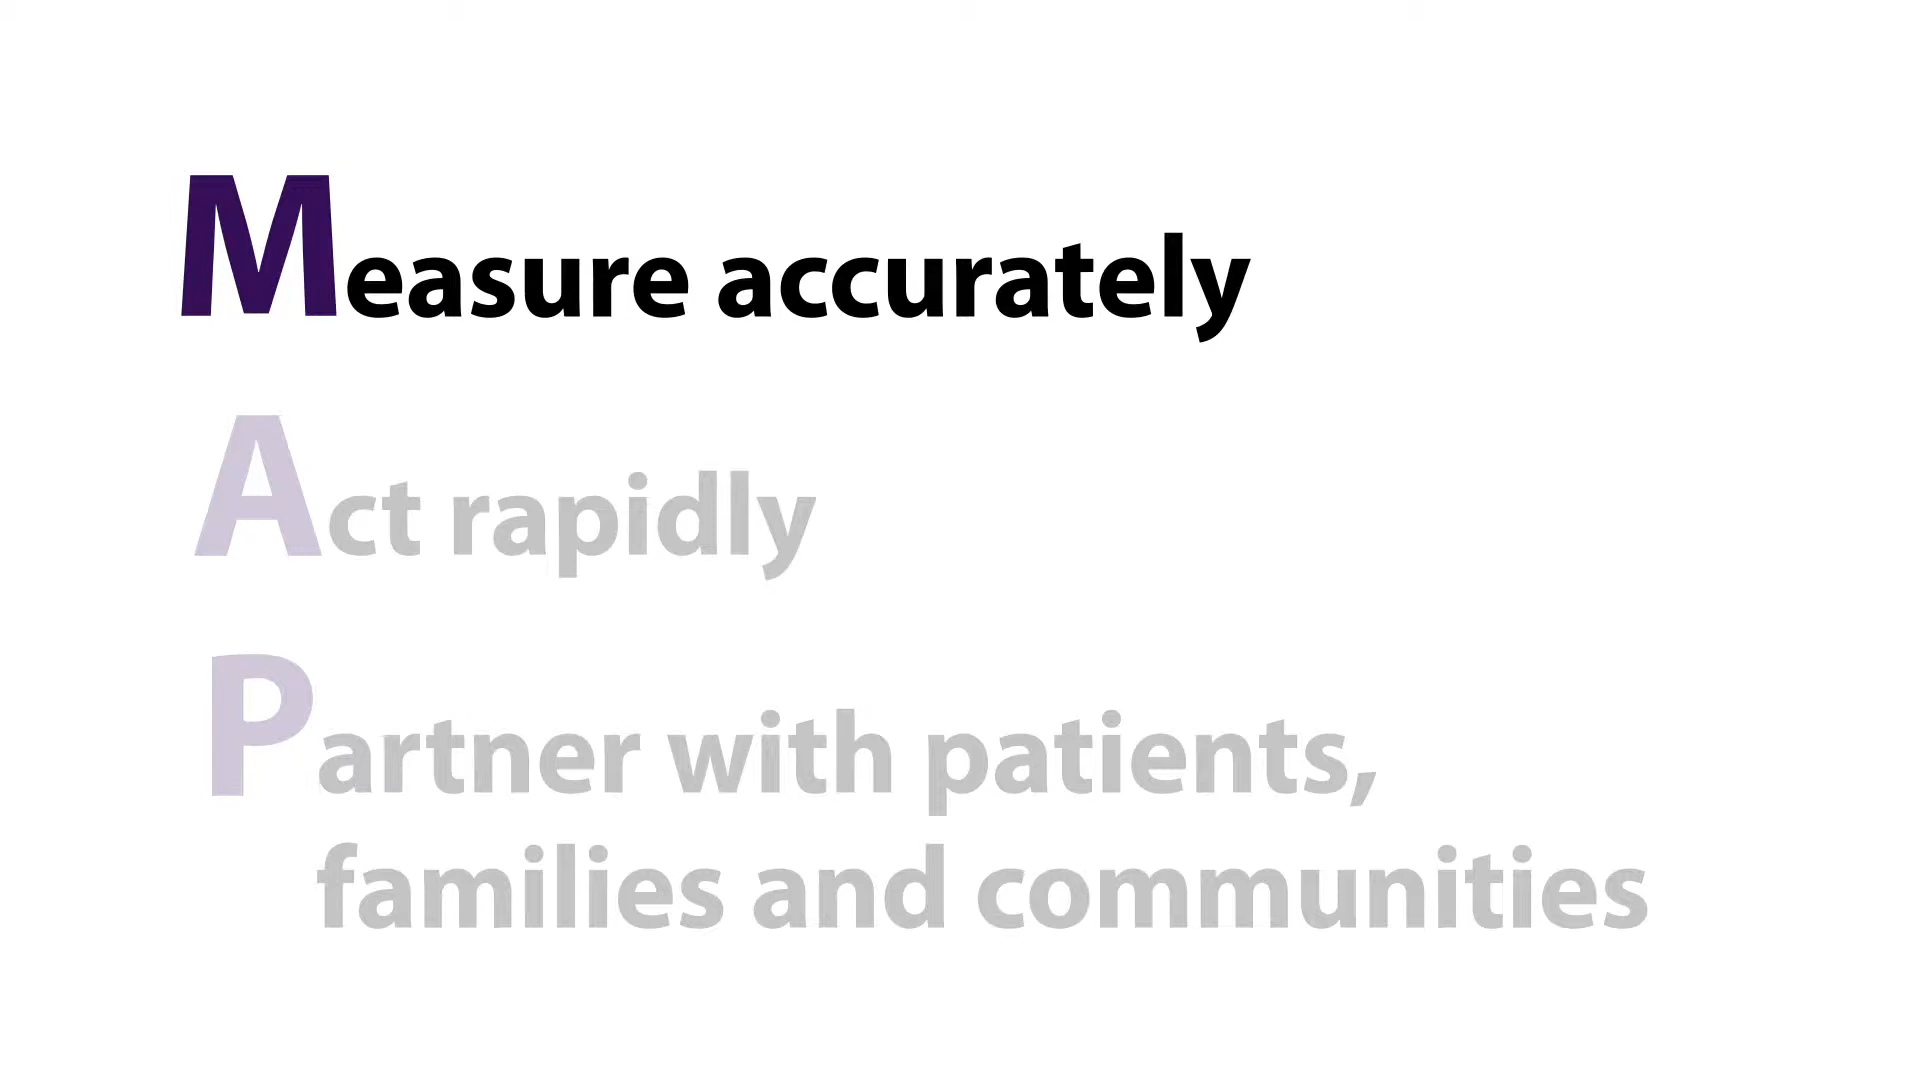 Measure accurately
Act rapidly
Partner with patients,
families and communities